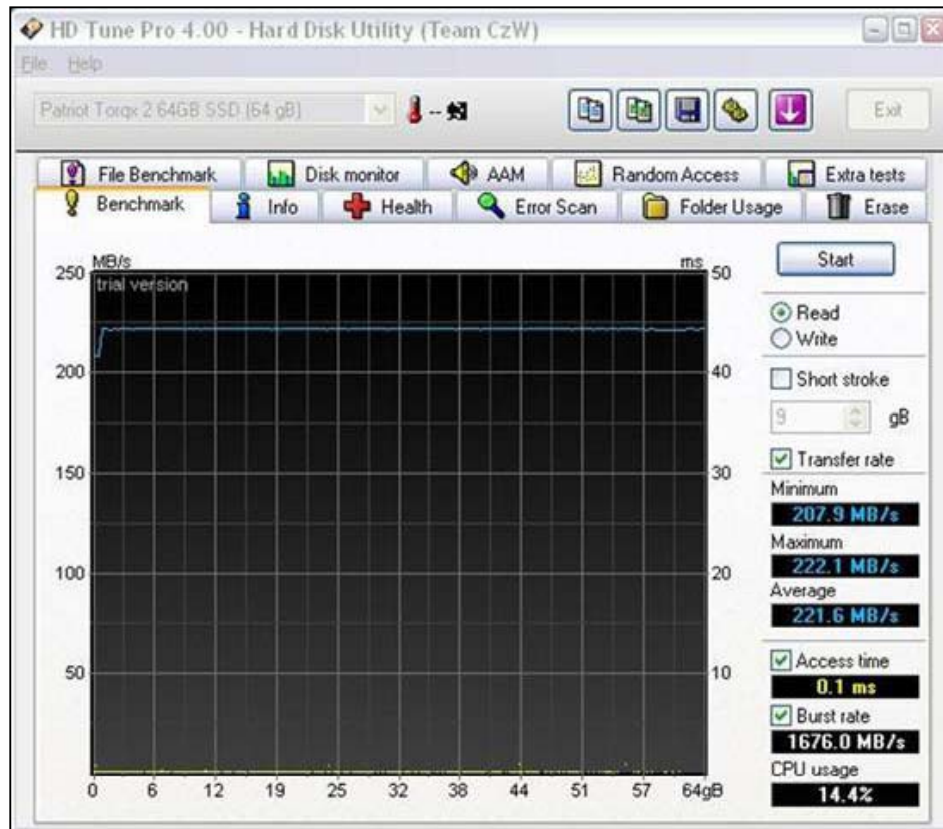 HD Tune Pro 4.00 - Hard Disk Utility (Team CzW)
File Help
Patriot Torqx 2 64GB SSD (64 gB) -- Exit
File Benchmark Disk monitor AAM Random Access Extra tests
Benchmark Info Health Error Scan Folder Usage Erase
MB/s ms
trial version
250
200
150
100
50
50
40
30
20
10
0 6 12 19 25 32 38 44 51 57 64gB
Start
Read
Write
Short stroke
9 gB
Transfer rate
Minimum
207.9 MB/s
Maximum
222.1 MB/s
Average
221.6 MB/s
Access time
0.1 ms
Burst rate
1676.0 MB/s
CPU usage
14.4%